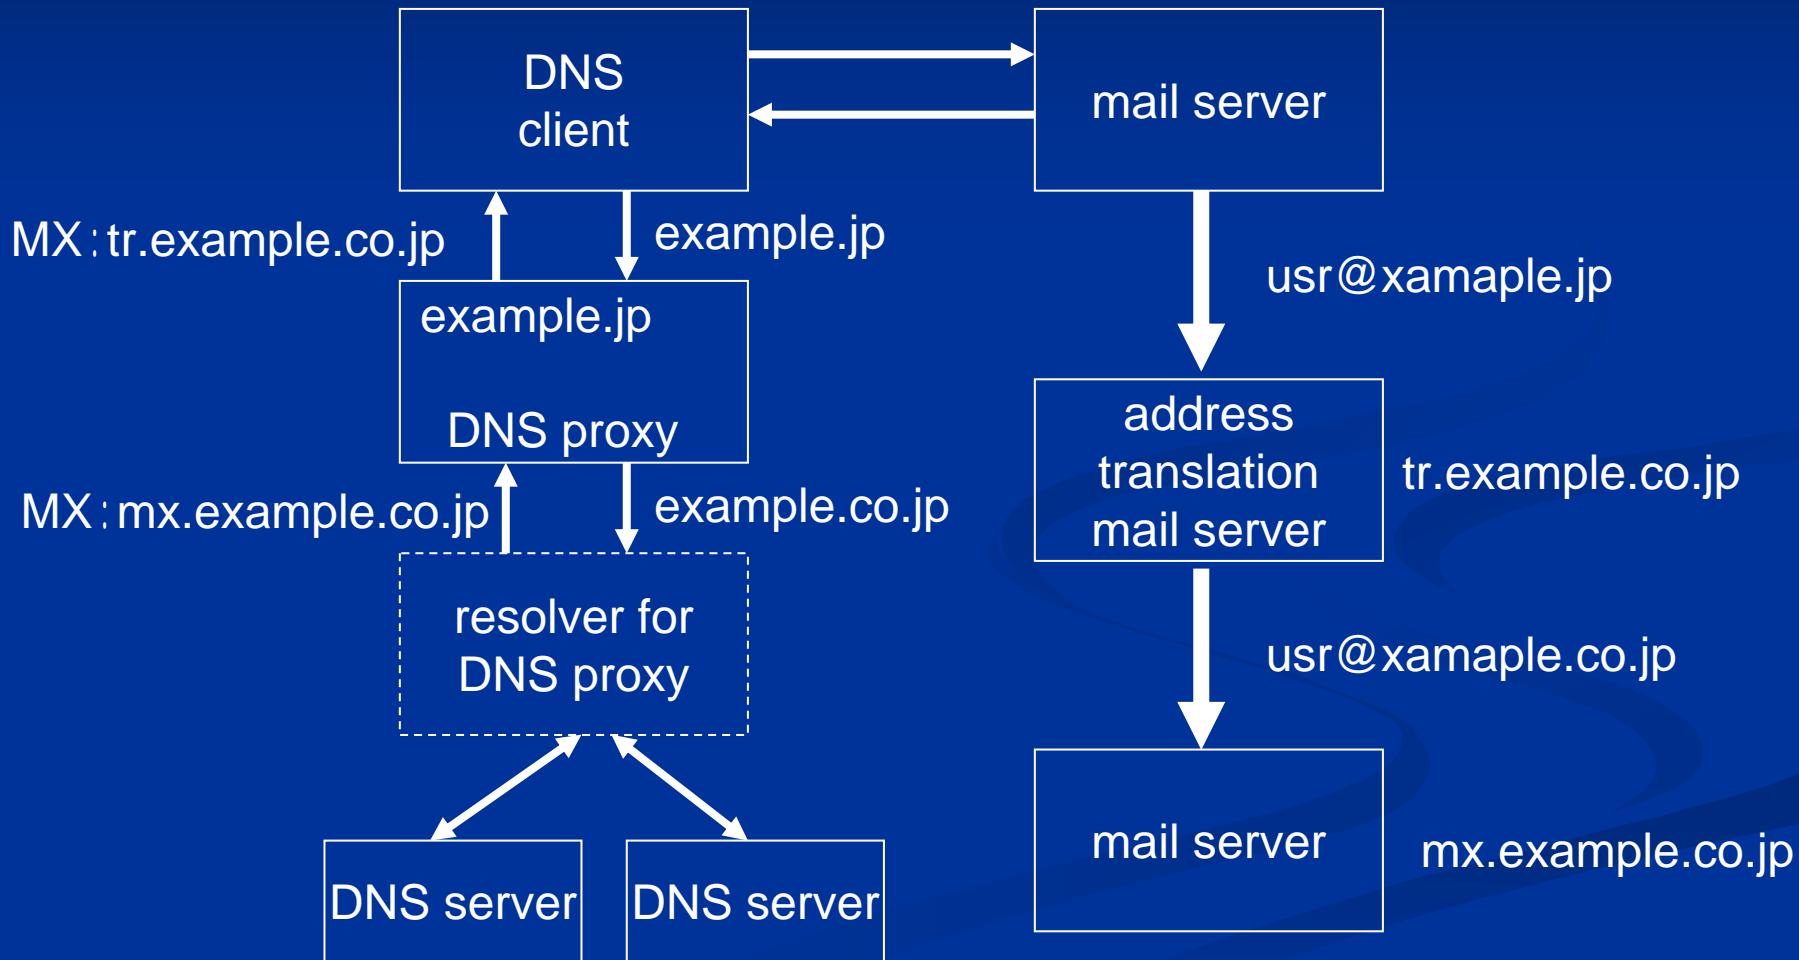 DNS
client
mail server
MX:tr.example.co.jp
example.jp
usr@xamaple.jp
example.jp
DNS proxy
address
translation
mail server
tr.example.co.jp
MX:mx.example.co.jp
example.co.jp
resolver for
DNS proxy
usr@xamaple.co.jp
mail server
mx.example.co.jp
DNS server
DNS server